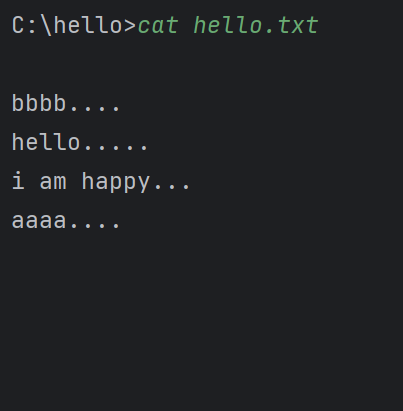 C:\hello>cat hello.txt
bbbb....
hello.....
i am happy...
aaaa....